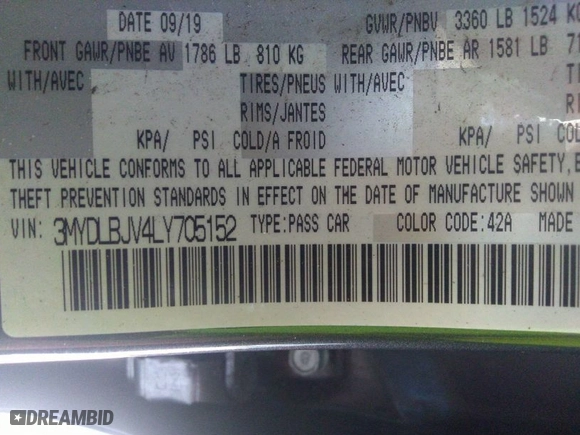 DATE 09/19 GVWR/PNBV 3360 LB 1524 KG
FRONT GAWR/PNBE AV 1786 LB 810 KG REAR GAWR/PNBE AR 1581 LB
WITH/AVEC TIRES/PNEUS WITH/AVEC
RIMS/JANTES
KPA/ PSI COLD/A FROID KPA/ PSI
THIS VEHICLE CONFORMS TO ALL APPLICABLE FEDERAL MOTOR VEHICLE SAFETY,
THEFT PREVENTION STANDARDS IN EFFECT ON THE DATE OF MANUFACTURE SHOWN
VIN: 3MYDLBJV4LY705152 TYPE:PASS CAR COLOR CODE:42A MADE
DREAMBID